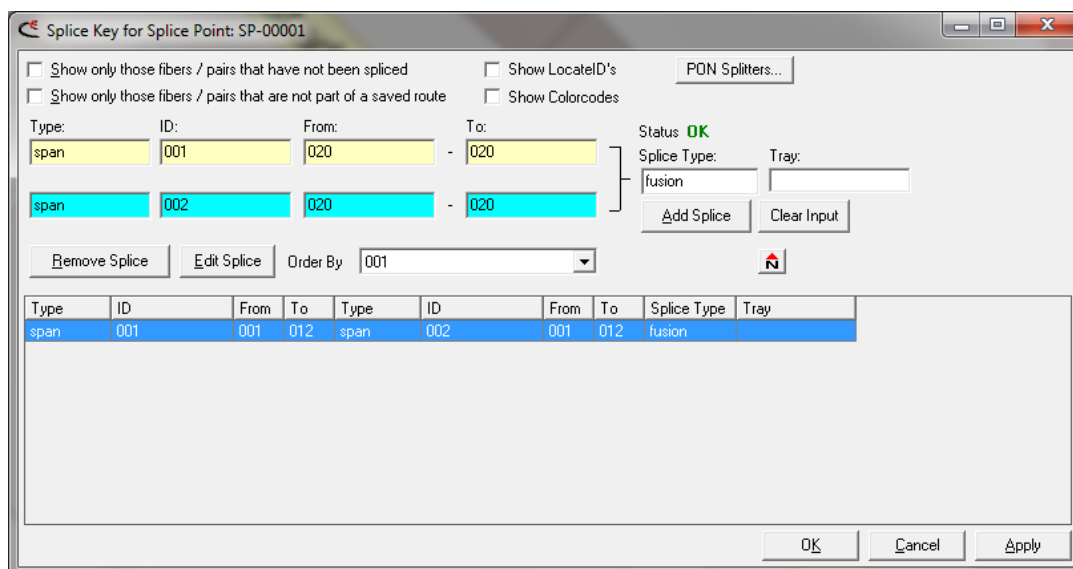 Splice Key for Splice Point: SP-00001
Show only those fibers / pairs that have not been spliced Show LocateID's PON Splitters...
Show only those fibers / pairs that are not part of a saved route Show Colorcodes
Type: ID: From: To: Status OK
span 001 020 - 020 Splice Type: Tray:
span 002 020 - 020 fusion
Add Splice Clear Input
Remove Splice Edit Splice Order By 001 N
Type ID From To Type ID From To Splice Type Tray
span 001 001 012 span 002 001 012 fusion
OK Cancel Apply